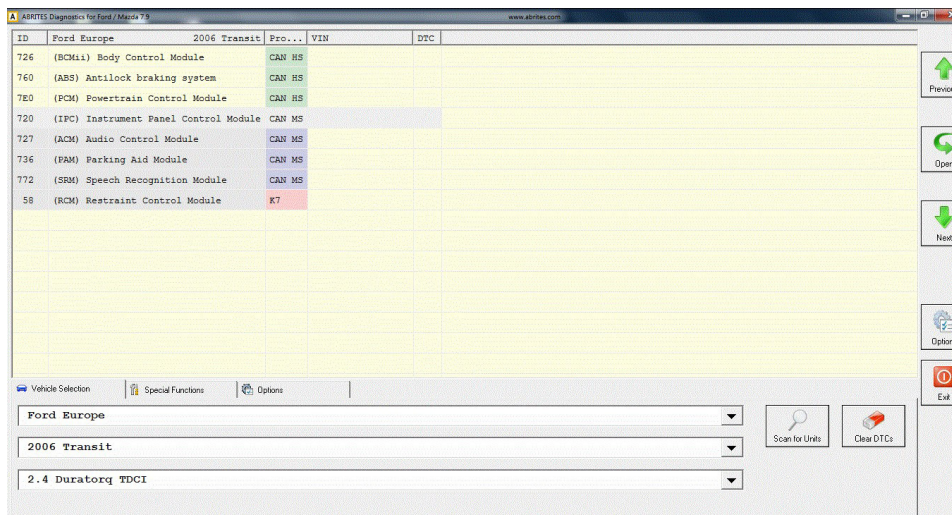 ABRITES Diagnostics for Ford / Mazda 7.9 www.abrites.com
ID Ford Europe 2006 Transit Pro... VIN DTC
726 (BCMii) Body Control Module CAN HS
760 (ABS) Antilock braking system CAN HS
7E0 (PCM) Powertrain Control Module CAN HS
720 (IPC) Instrument Panel Control Module CAN MS
727 (ACM) Audio Control Module CAN MS
736 (PAM) Parking Aid Module CAN MS
772 (SRM) Speech Recognition Module CAN MS
58 (RCM) Restraint Control Module K7
Previou
Open
Next
Option
Exit
Vehicle Selection Special Functions Options
Ford Europe
2006 Transit
2.4 Duratorq TDCI
Scan for Units Clear DTCs